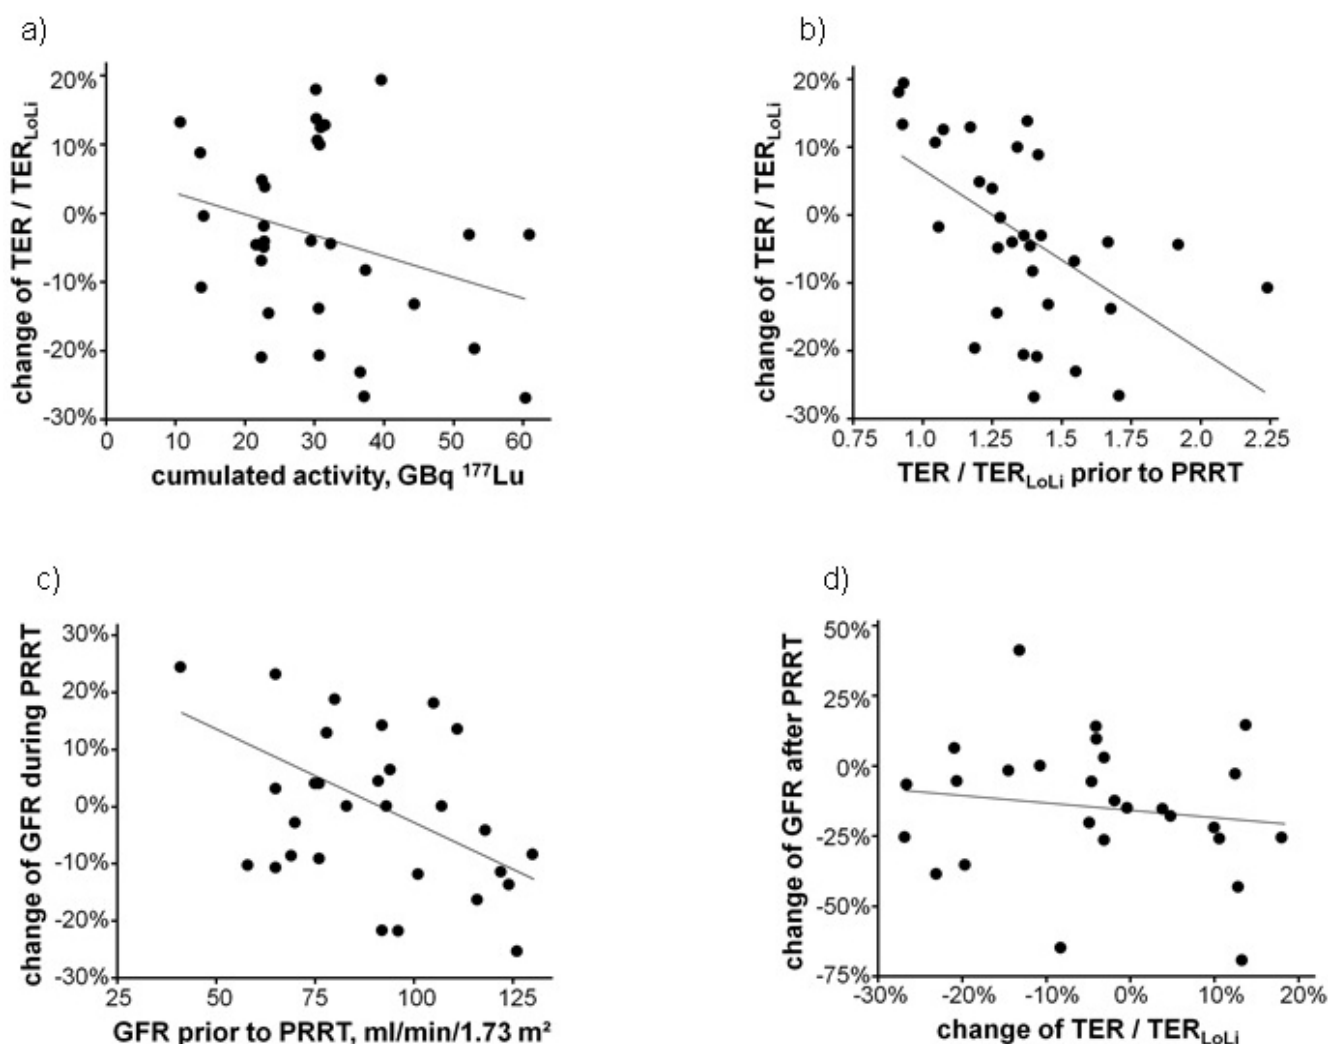 a)
change of TER / TERLoLi
20%
10%
0%
-10%
-20%
-30%
0 10 20 30 40 50 60
cumulated activity, GBq ¹⁷⁷Lu
b)
change of TER / TERLoLi
20%
10%
0%
-10%
-20%
-30%
0.75 1.0 1.25 1.5 1.75 2.0 2.25
TER / TERLoLi prior to PRRT
c)
change of GFR during PRRT
30%
20%
10%
0%
-10%
-20%
-30%
25 50 75 100 125
GFR prior to PRRT, ml/min/1.73 m²
d)
change of GFR after PRRT
50%
25%
0%
-25%
-50%
-75%
-30% -20% -10% 0% 10% 20%
change of TER / TERLoLi